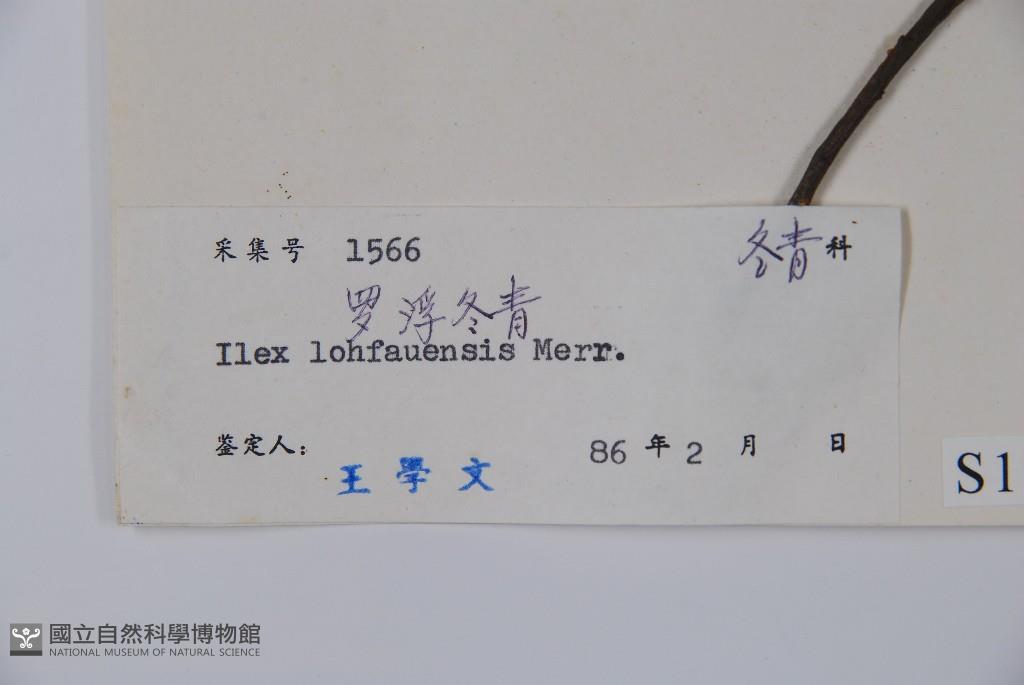 采集号 1566 冬青科
罗浮冬青
Ilex lohfauensis Merr.
鉴定人: 86 年 2 月 日
王學文
S1
國立自然科學博物館
NATIONAL MUSEUM OF NATURAL SCIENCE